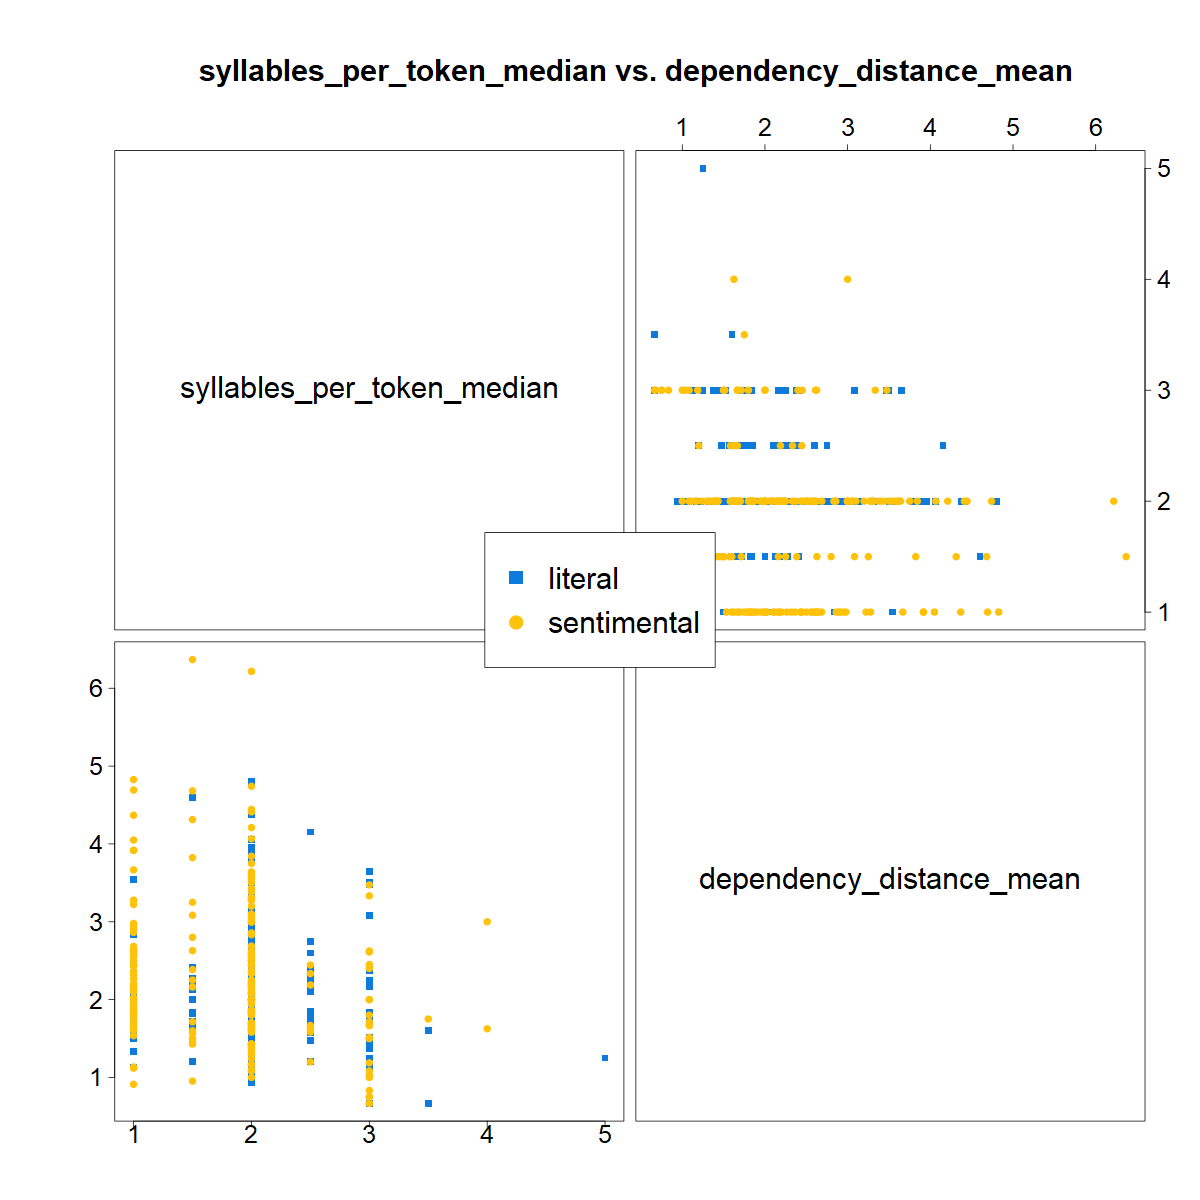 syllables_per_token_median vs. dependency_distance_mean
1 2 3 4 5 6
5
4
3
2
1
syllables_per_token_median
literal
sentimental
6
5
4
3
2
1
dependency_distance_mean
1 2 3 4 5